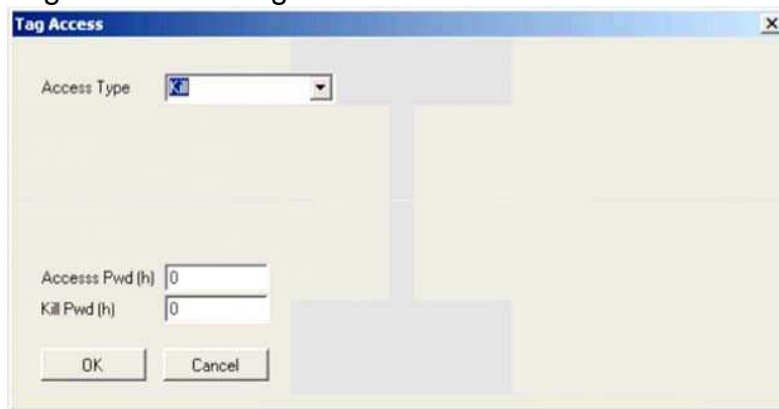 Tag Access
Access Type Kill
Accesss Pwd (h) 0
Kill Pwd (h) 0
OK Cancel